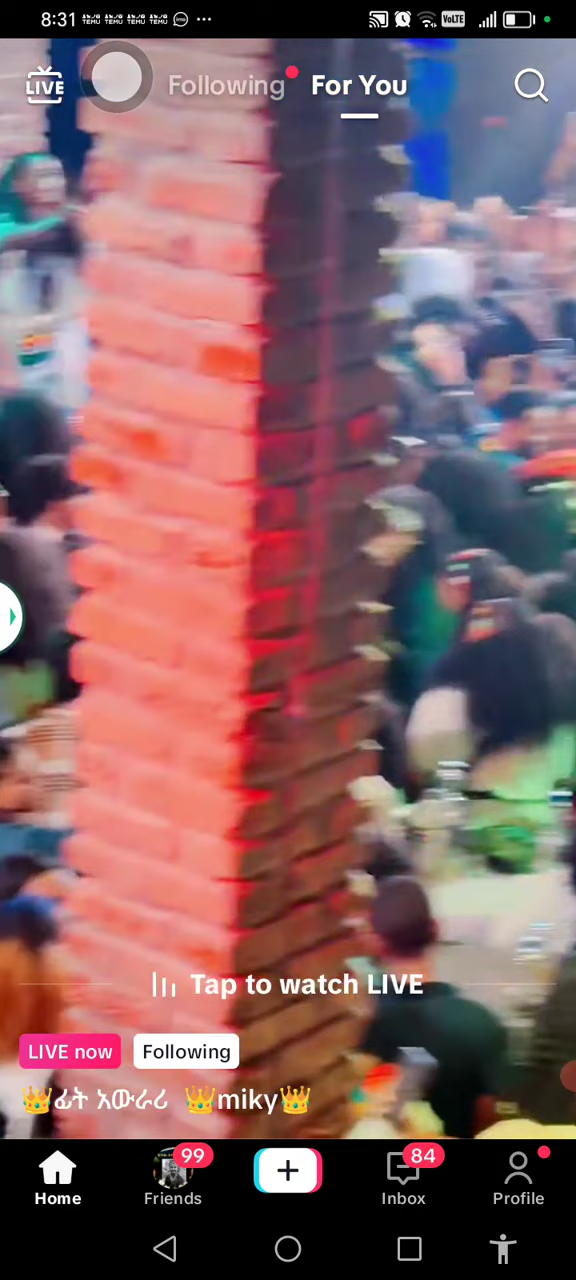 8:31
VoLTE
LIVE Following For You
Tap to watch LIVE
LIVE now Following
👑ፊት አውራሪ 👑miky👑
99 84
Home Friends Inbox Profile